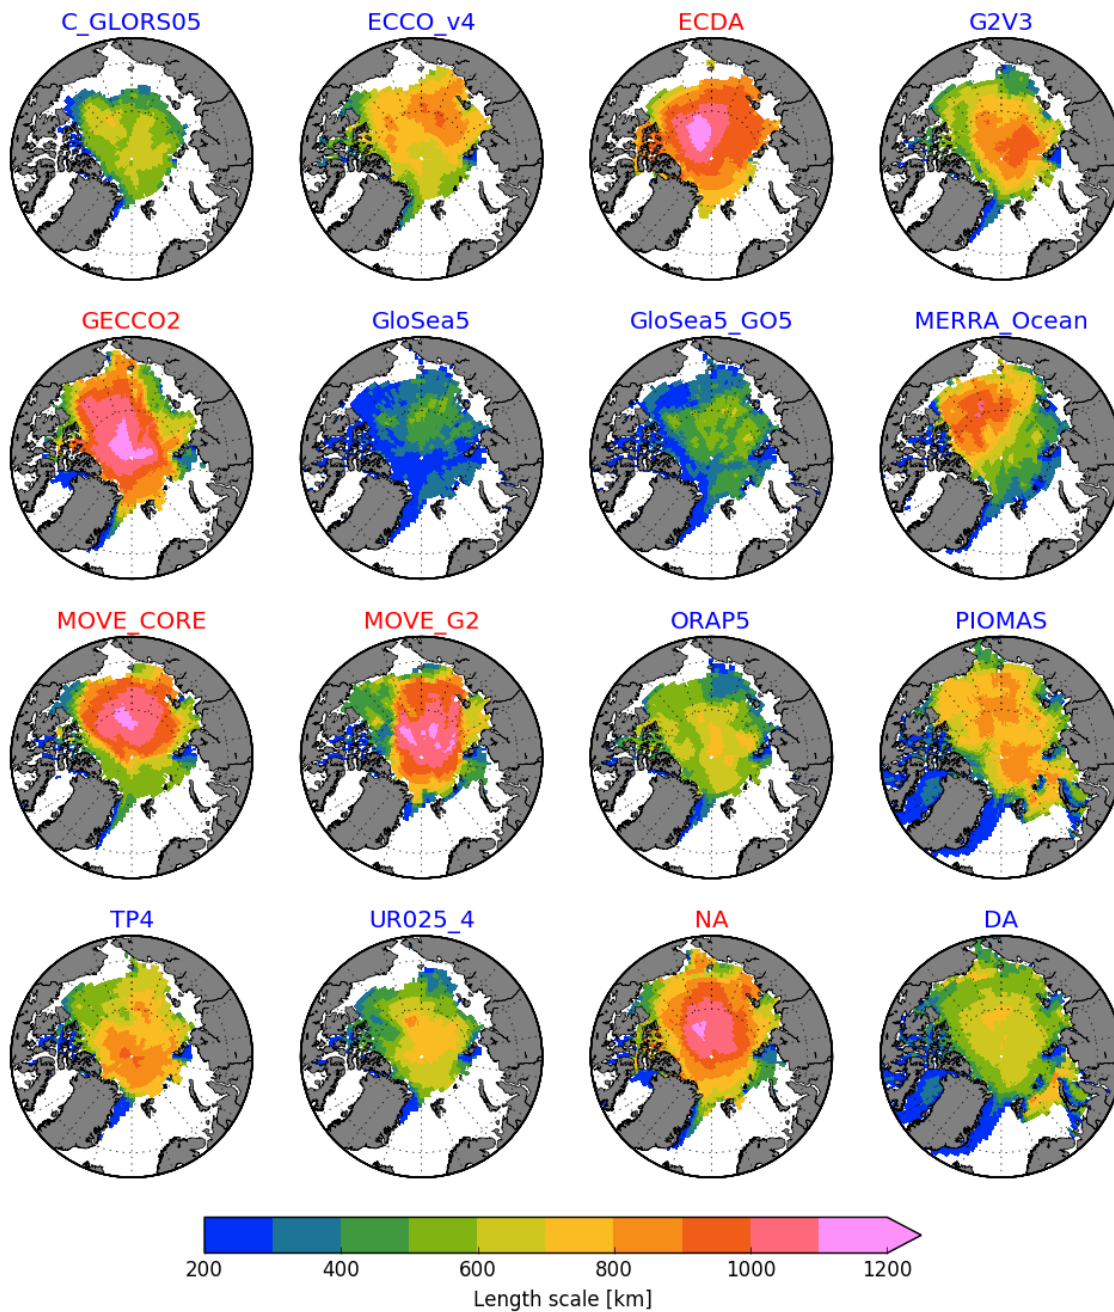 C_GLORS05 ECCO_v4 ECDA G2V3
GECCO2 GloSea5 GloSea5_GO5 MERRA_Ocean
MOVE_CORE MOVE_G2 ORAP5 PIOMAS
TP4 UR025_4 NA DA
200 400 600 800 1000 1200
Length scale [km]